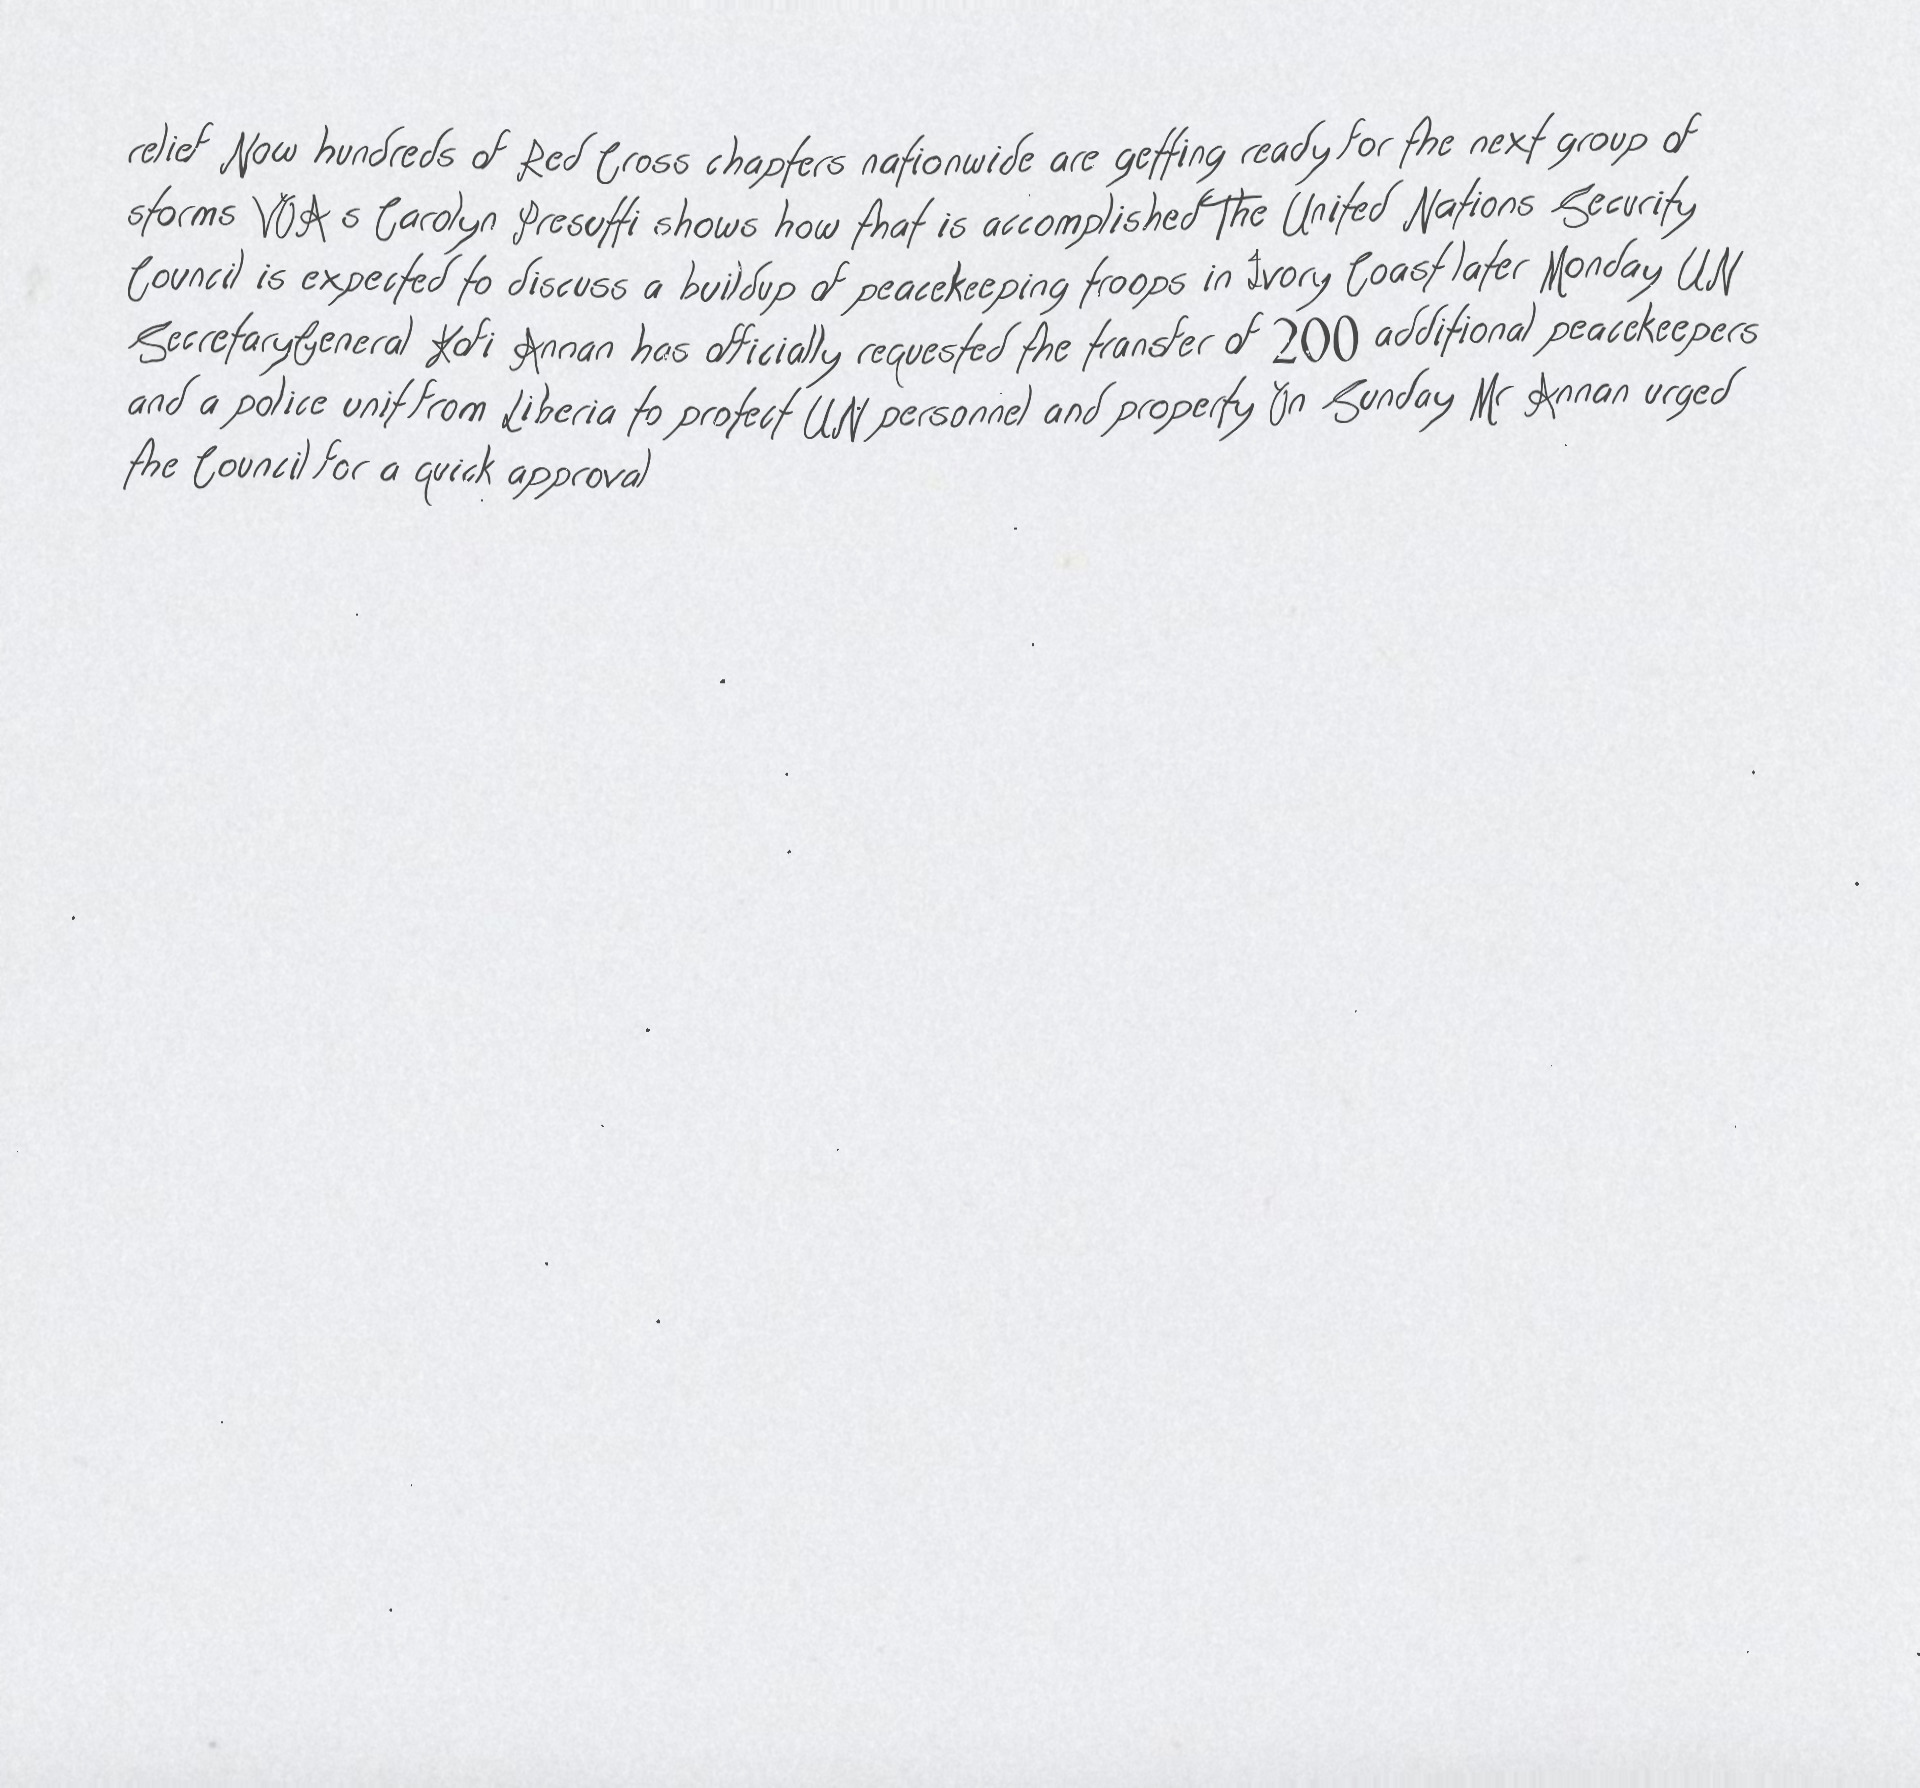 relief Now hundreds of Red Cross chapters nationwide are getting ready for the next group of
storms VOA s Carolyn Presutti shows how that is accomplished The United Nations Security
Council is expected to discuss a buildup of peacekeeping troops in Ivory Coast later Monday UN
SecretaryGeneral Kofi Annan has officially requested the transfer of 200 additional peacekeepers
and a police unit from Liberia to protect UN personnel and property On Sunday Mr Annan urged
the Council for a quick approval